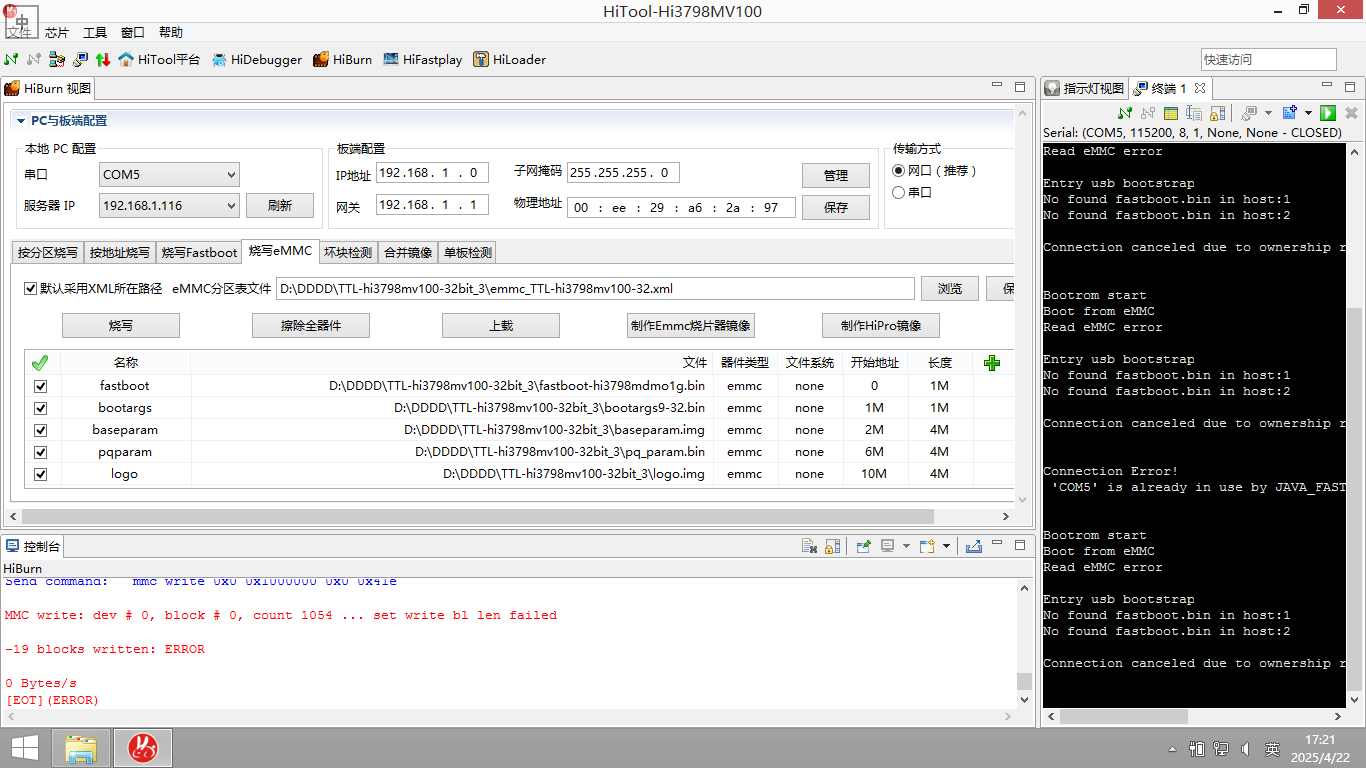 HiTool-Hi3798MV100
中
文件 芯片 工具 窗口 帮助
HiTool平台 HiDebugger HiBurn HiFastplay HiLoader
快速访问
HiBurn 视图
PC与板端配置
本地 PC 配置
串口 COM5
服务器 IP 192.168.1.116 刷新
板端配置
IP地址 192.168. 1 . 0 子网掩码 255.255.255. 0 管理
网关 192.168. 1 . 1 物理地址 00 : ee : 29 : a6 : 2a : 97 保存
传输方式
网口（推荐）
串口
按分区烧写 按地址烧写 烧写Fastboot 烧写eMMC 坏块检测 合并镜像 单板检测
默认采用XML所在路径 eMMC分区表文件 D:\DDDD\TTL-hi3798mv100-32bit_3\emmc_TTL-hi3798mv100-32.xml 浏览 保
烧写 擦除全器件 上载 制作Emmc烧片器镜像 制作HiPro镜像
名称 文件 器件类型 文件系统 开始地址 长度
fastboot D:\DDDD\TTL-hi3798mv100-32bit_3\fastboot-hi3798mdmo1g.bin emmc none 0 1M
bootargs D:\DDDD\TTL-hi3798mv100-32bit_3\bootargs9-32.bin emmc none 1M 1M
baseparam D:\DDDD\TTL-hi3798mv100-32bit_3\baseparam.img emmc none 2M 4M
pqparam D:\DDDD\TTL-hi3798mv100-32bit_3\pq_param.bin emmc none 6M 4M
logo D:\DDDD\TTL-hi3798mv100-32bit_3\logo.img emmc none 10M 4M
控制台
HiBurn
Send command: mmc write 0x0 0x1000000 0x0 0x41e
MMC write: dev # 0, block # 0, count 1054 ... set write bl len failed
-19 blocks written: ERROR
0 Bytes/s
[EOT](ERROR)
指示灯视图 终端 1
Serial: (COM5, 115200, 8, 1, None, None - CLOSED)
Read eMMC error
Entry usb bootstrap
No found fastboot.bin in host:1
No found fastboot.bin in host:2
Connection canceled due to ownership r
Bootrom start
Boot from eMMC
Read eMMC error
Entry usb bootstrap
No found fastboot.bin in host:1
No found fastboot.bin in host:2
Connection canceled due to ownership r
Connection Error!
'COM5' is already in use by JAVA_FAST
Bootrom start
Boot from eMMC
Read eMMC error
Entry usb bootstrap
No found fastboot.bin in host:1
No found fastboot.bin in host:2
Connection canceled due to ownership r
英
17:21
2025/4/22